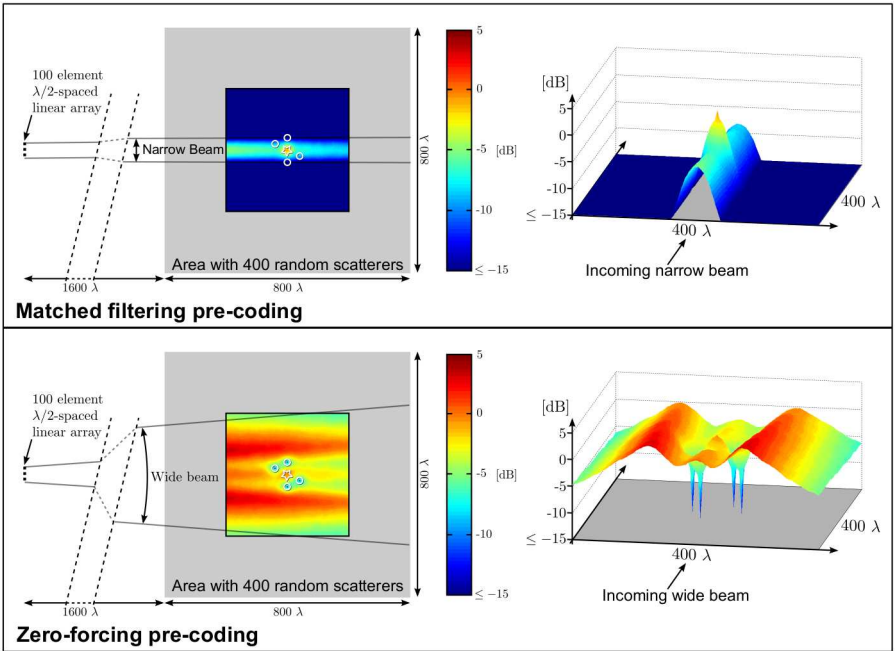 100 element
λ/2-spaced
linear array
Narrow Beam
Area with 400 random scatterers
1600 λ
800 λ
800 λ
5
0
-5
[dB]
-10
≤ −15
[dB]
5
0
-5
-10
≤ −15
400 λ
400 λ
Incoming narrow beam
Matched filtering pre-coding
100 element
λ/2-spaced
linear array
Wide beam
Area with 400 random scatterers
1600 λ
800 λ
800 λ
5
0
-5
[dB]
-10
≤ −15
[dB]
5
0
-5
-10
≤ −15
400 λ
400 λ
Incoming wide beam
Zero-forcing pre-coding